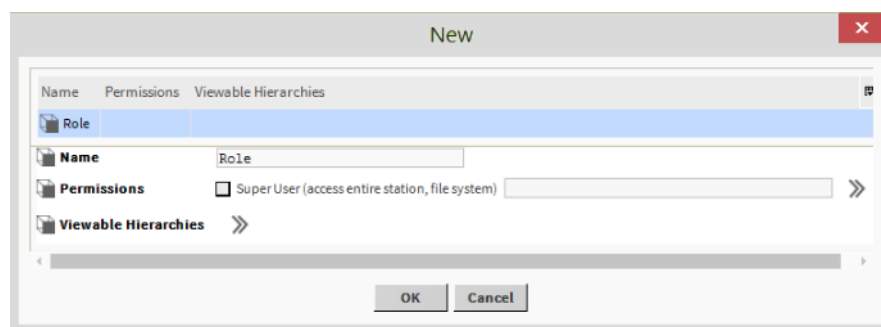 New
Name Permissions Viewable Hierarchies
Role
Name Role
Permissions Super User (access entire station, file system)
Viewable Hierarchies
OK Cancel